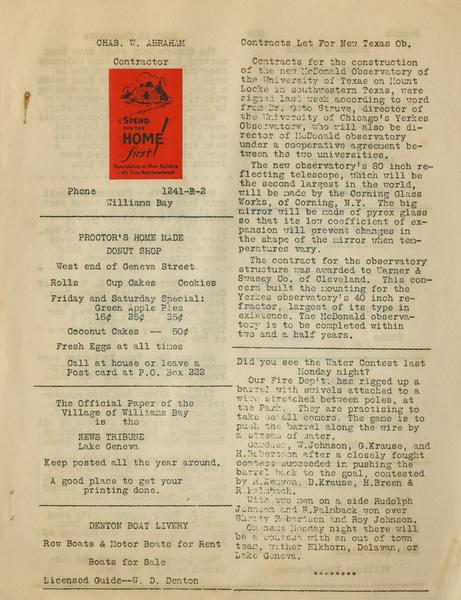 CHAS. W. ABRAHAM
Contractor
SPEND
FOR THE
HOME
first!
Remodeling or New Building
-It's Your Best Investment
Phone 1241-R-2
Williams Bay
PROCTOR'S HOME MADE
DONUT SHOP
West end of Geneva Street
Rolls Cup Cakes Cookies
Friday and Saturday Special:
Green Apple Pies
16¢ 25¢ 35¢
Coconut Cakes -- 50¢
Fresh Eggs at all times
Call at house or leave a
Post card at P.O. Box 222
The Official Paper of the
Village of Williams Bay
is the
NEWS TRIBUNE
Lake Geneva
Keep posted all the year around.
A good place to get your
printing done.
DENTON BOAT LIVERY
Row Boats & Motor Boats for Rent
Boats for Sale
Licensed Guide--W. D. Denton
Contracts Let For New Texas Ob.
Contracts for the construction
of the new McDonald Observatory of
the University of Texas on Mount
Locke in southwestern Texas, were
signed last week according to word
from Dr. Otto Struve, director of
the University of Chicago's Yerkes
Observatory, who will also be di-
rector of McDonald observatory
under a cooperative agreement be-
tween the two universities.
The new observatory's 80 inch re-
flecting telescope, which will be
the second largest in the world,
will be made by the Corning Glass
Works, of Corning, N.Y. The big
mirror will be made of pyrex glass
so that its low coefficient of ex-
pansion will prevent changes in
the shape of the mirror when tem-
peratures vary.
The contract for the observatory
structure was awarded to Warner &
Swasey Co. of Cleveland. This con-
cern built the mounting for the
Yerkes observatory's 40 inch re-
fractor, largest of its type in
existence. The McDonald observa-
tory is to be completed within
two and a half years.
Did you see the Water Contest last
Monday night?
Our Fire Dep't. has rigged up a
barrel with swivels attached to a
wire stretched between poles, at
the Park. They are practising to
take on all comers. The game is to
push the barrel along the wire by
a stream of water.
W.Johnson, G.Krause, and
H.Robertson after a closely fought
contest succeeded in pushing the
barrel back to the goal, contested
by H.Kenyon, D.Krause, H.Breen &
With two men on a side Rudolph
Johnson and R.Palmback won over
Shorty Robertson and Roy Johnson.
On next Monday night there will
be a contest with an out of town
team, wither Elkhorn, Delavan, or
Lake Geneva.
********